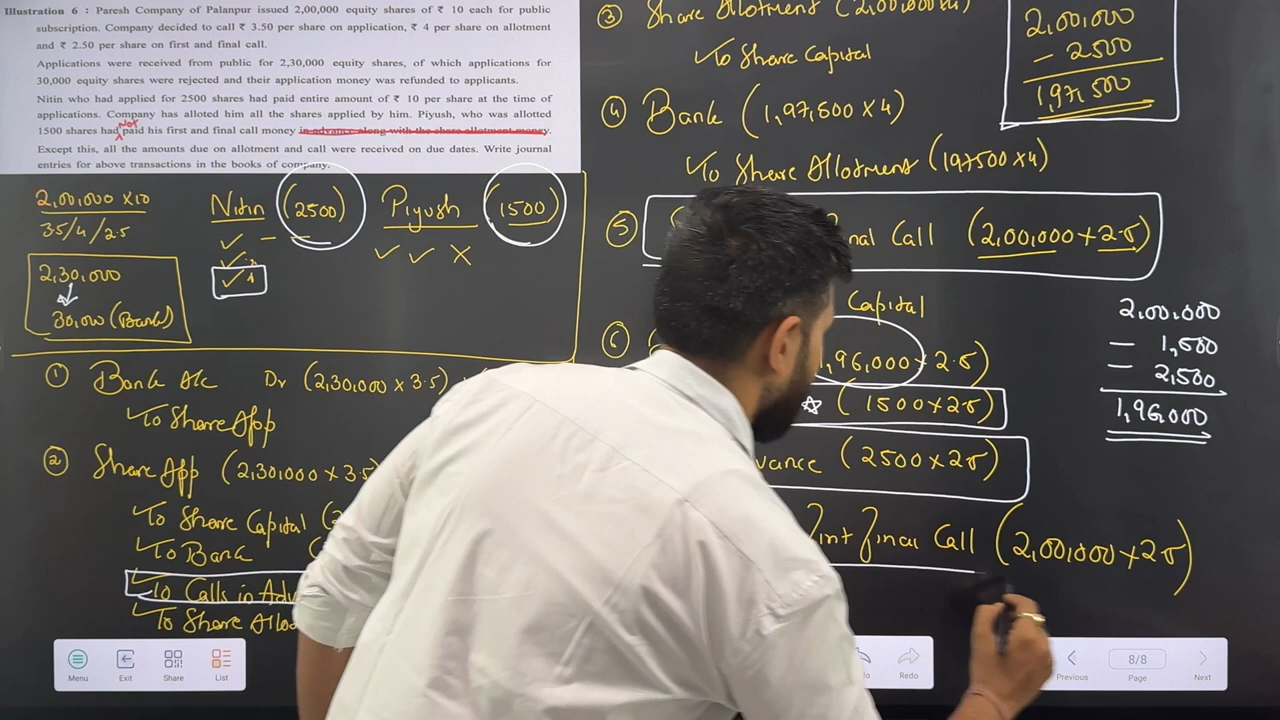 Illustration 6 : Paresh Company of Palanpur issued 2,00,000 equity shares of ₹ 10 each for public
subscription. Company decided to call ₹ 3.50 per share on application, ₹ 4 per share on allotment
and ₹ 2.50 per share on first and final call.
Applications were received from public for 2,30,000 equity shares, of which applications for
30,000 equity shares were rejected and their application money was refunded to applicants.
Nitin who had applied for 2500 shares had paid entire amount of ₹ 10 per share at the time of
applications. Company has alloted him all the shares applied by him. Piyush, who was allotted
Not
1500 shares had paid his first and final call money in advance along with the share allotment money.
Except this, all the amounts due on allotment and call were received on due dates. Write journal
entries for above transactions in the books of company.
2,00,000 x10
35/4/2.5
Nitin (2500)
Piyush (1500)
2,30,000
30,00 (Bank)
① Bank A/c Dr (2,30,000 x 3.5)
To Share App
② Share App (2,30,000 x 3.5)
To Share Capital
To Bank
To Calls in Adv
To Share Allo
③ Share Allotment
To Share Capital
④ Bank (1,97,500 x 4)
To Share Allotment (197500 x4)
⑤ nal Call (2,00,000 + 2.5)
Capital
⑥ ,96,000 + 2.5)
(1500 x 2.5)
vance (2500 x 25)
Final Call (2,00,000 x 25)
2,00,000
- 2500
1,97,500
2,00,000
- 1,500
- 2,500
1,96,000
Menu
Exit
Share
List
Redo
Previous
8/8
Page
Next